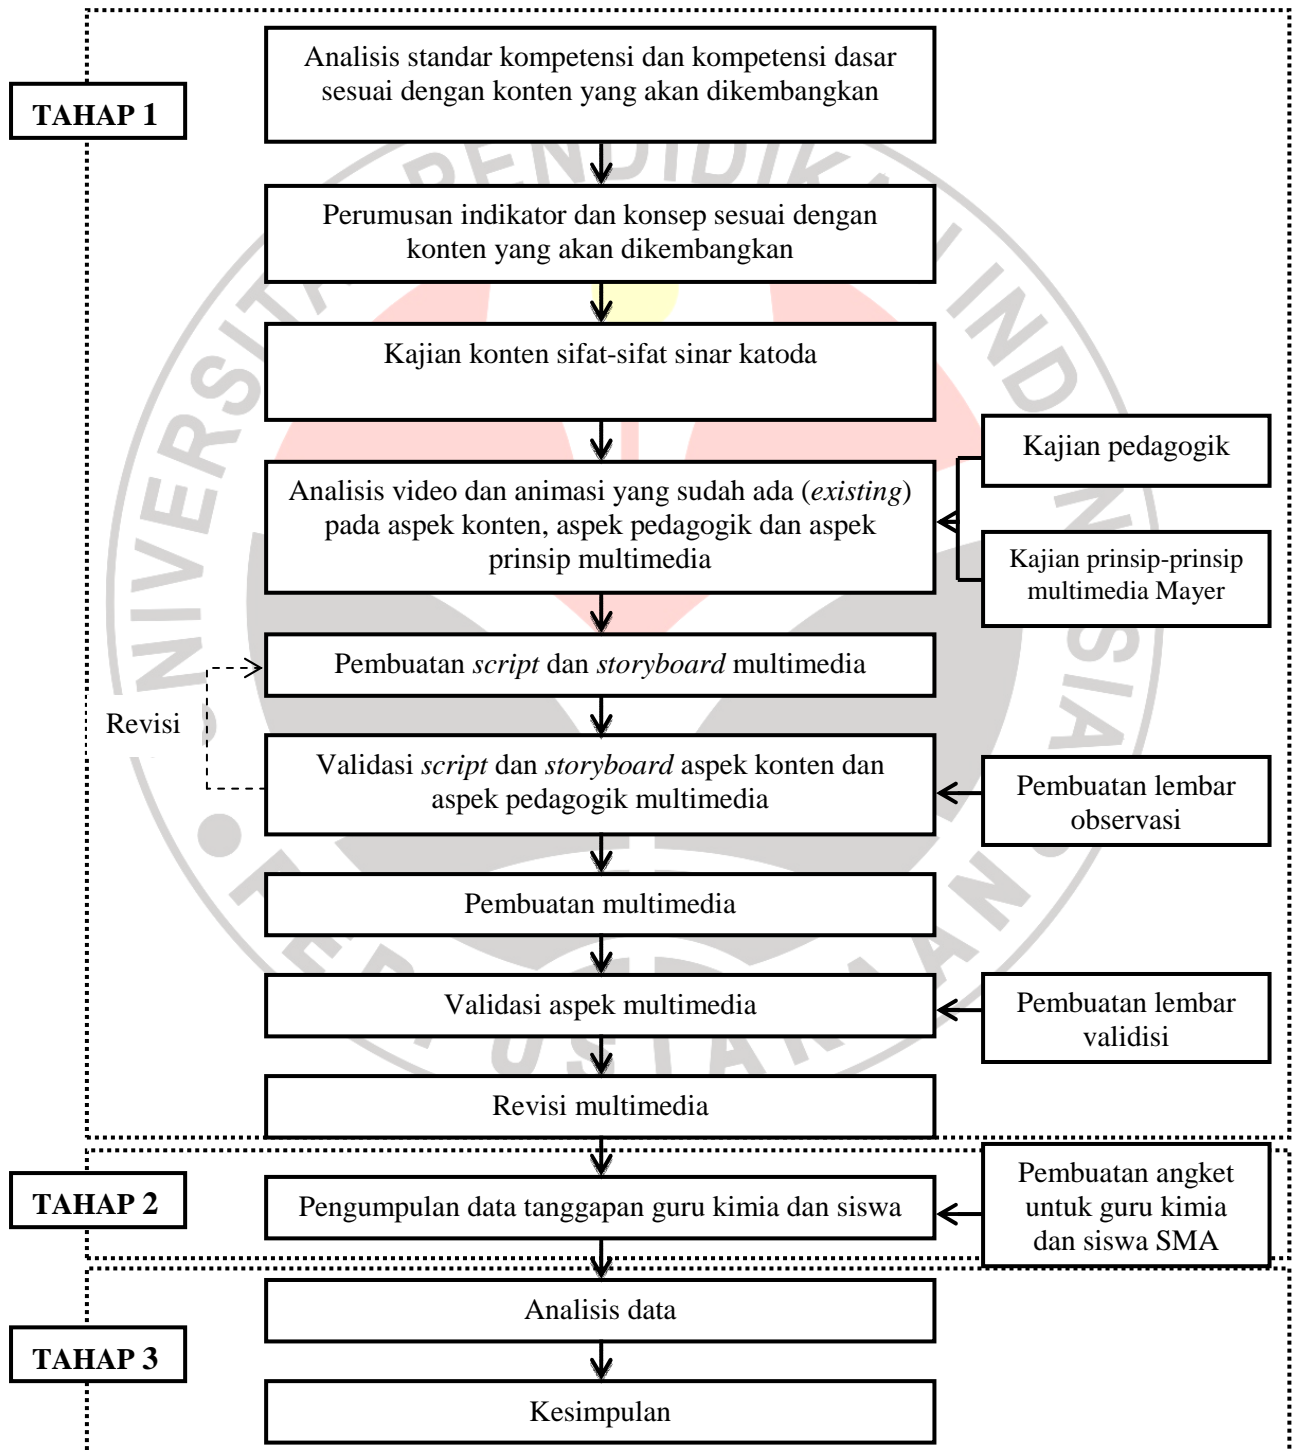 Analisis standar kompetensi dan kompetensi dasar
sesuai dengan konten yang akan dikembangkan
TAHAP 1
Perumusan indikator dan konsep sesuai dengan
konten yang akan dikembangkan
Kajian konten sifat-sifat sinar katoda
Kajian pedagogik
Analisis video dan animasi yang sudah ada (existing)
pada aspek konten, aspek pedagogik dan aspek
prinsip multimedia
Kajian prinsip-prinsip
multimedia Mayer
Pembuatan script dan storyboard multimedia
Revisi
Validasi script dan storyboard aspek konten dan
aspek pedagogik multimedia
Pembuatan lembar
observasi
Pembuatan multimedia
Validasi aspek multimedia
Pembuatan lembar
validisi
Revisi multimedia
TAHAP 2
Pengumpulan data tanggapan guru kimia dan siswa
Pembuatan angket
untuk guru kimia
dan siswa SMA
Analisis data
TAHAP 3
Kesimpulan